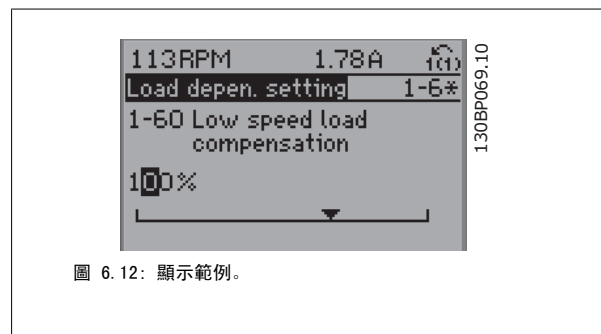 113RPM 1.78A 1(1)
Load depen. setting 1-6*
1-60 Low speed load
compensation
100%
130BP069.10
圖 6.12: 顯示範例。